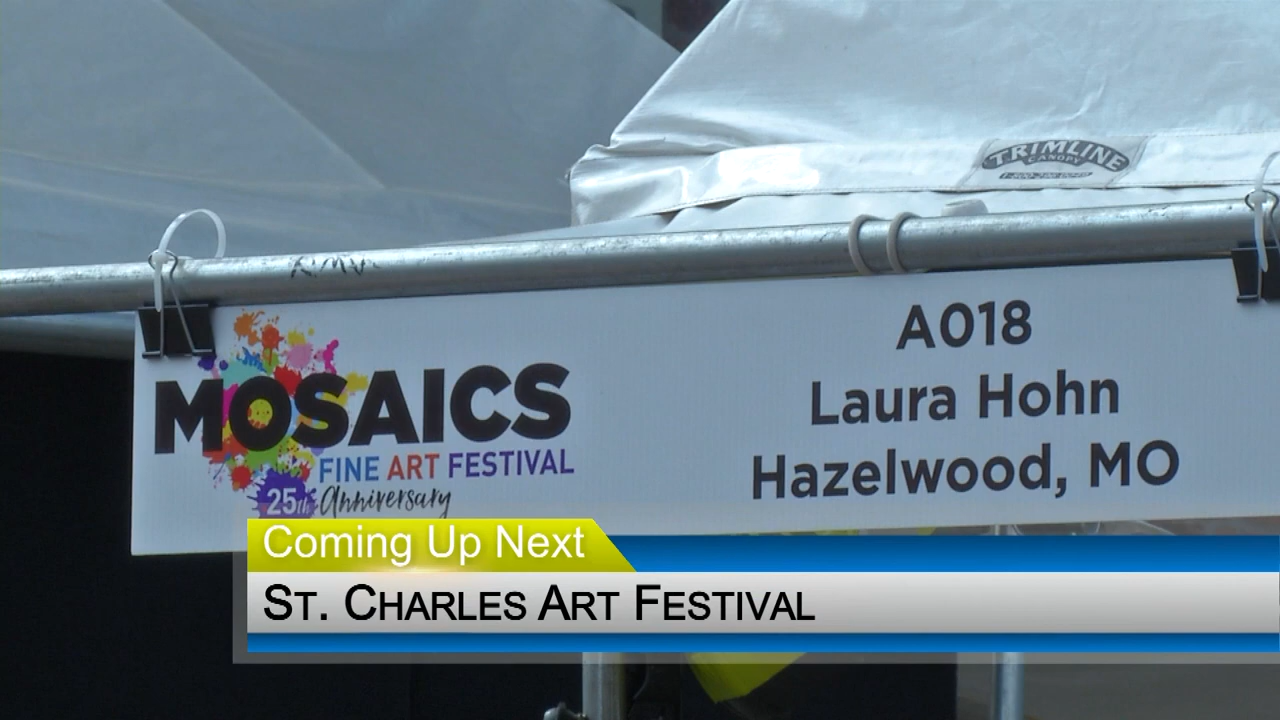 TRIMLINE
CANOPY
A018
Laura Hohn
Hazelwood, MO
MOSAICS
FINE ART FESTIVAL
25th Anniversary
Coming Up Next
ST. CHARLES ART FESTIVAL